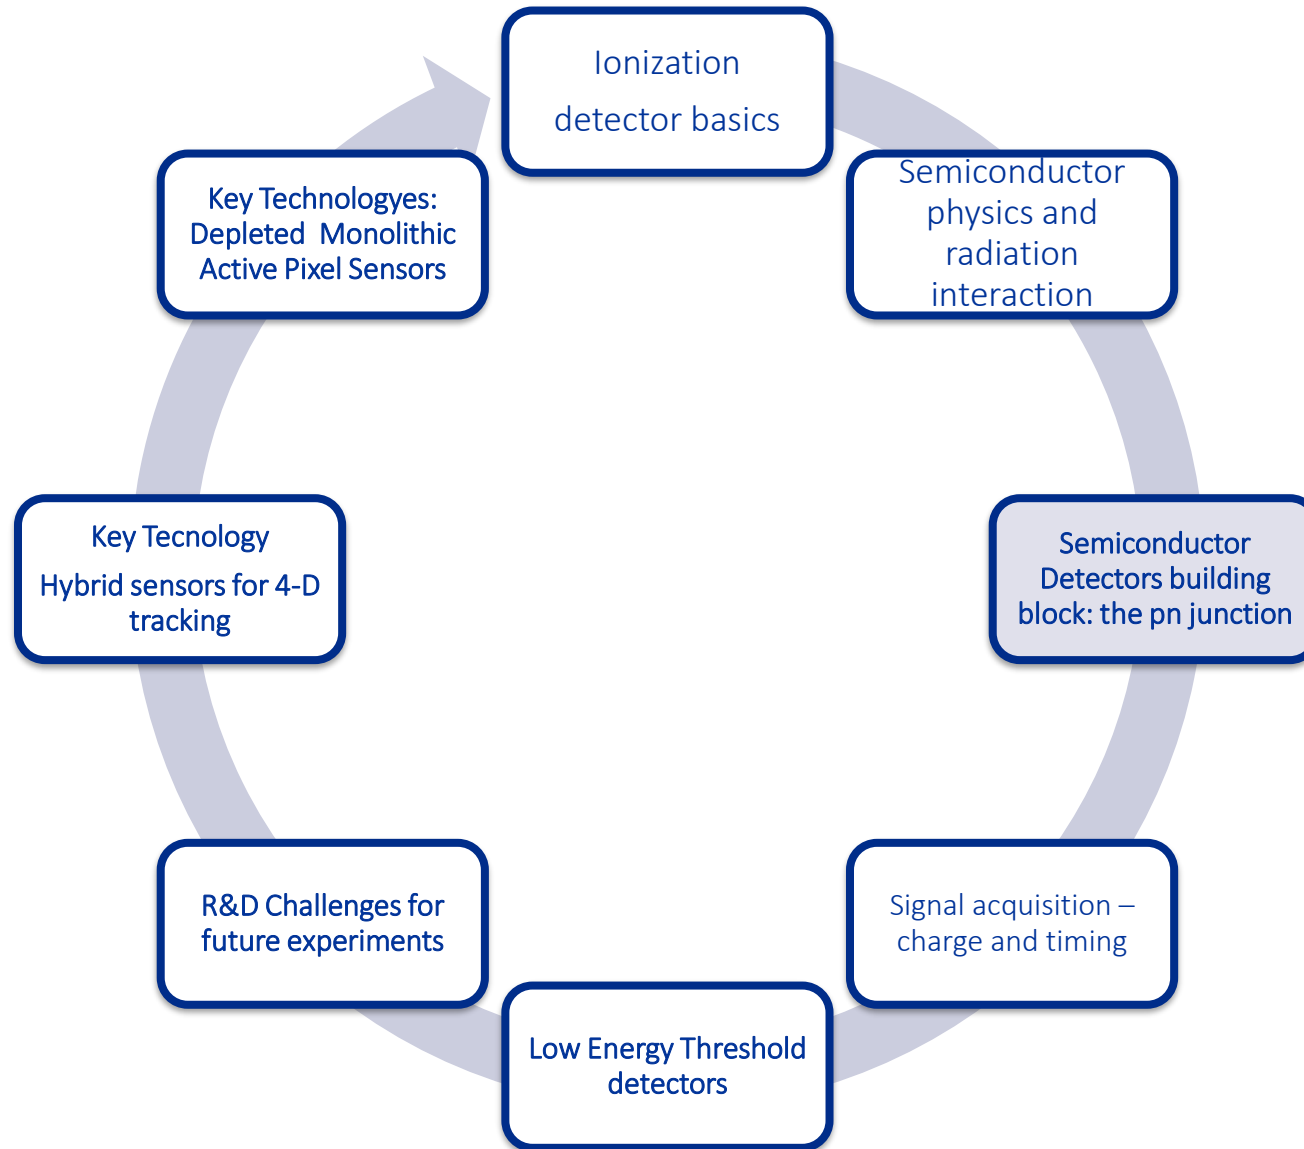 Ionization
detector basics
Semiconductor
physics and
radiation
interaction
Semiconductor
Detectors building
block: the pn junction
Signal acquisition –
charge and timing
Low Energy Threshold
detectors
R&D Challenges for
future experiments
Key Tecnology
Hybrid sensors for 4-D
tracking
Key Technologyes:
Depleted Monolithic
Active Pixel Sensors